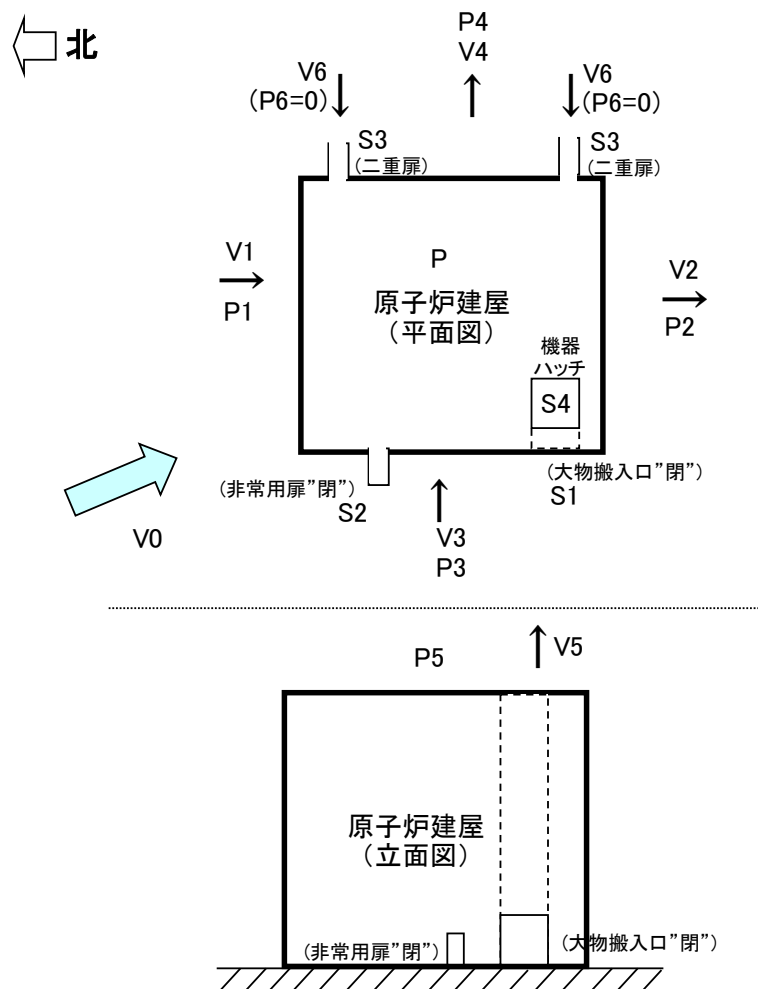 北
P4
V4
V6
(P6=0)
V6
(P6=0)
S3
(二重扉)
S3
(二重扉)
V1
P1
P
原子炉建屋
(平面図)
V2
P2
機器
ハッチ
S4
(非常用扉”閉”)
S2
(大物搬入口”閉”)
S1
V0
V3
P3
P5
V5
原子炉建屋
(立面図)
(非常用扉”閉”)
(大物搬入口”閉”)